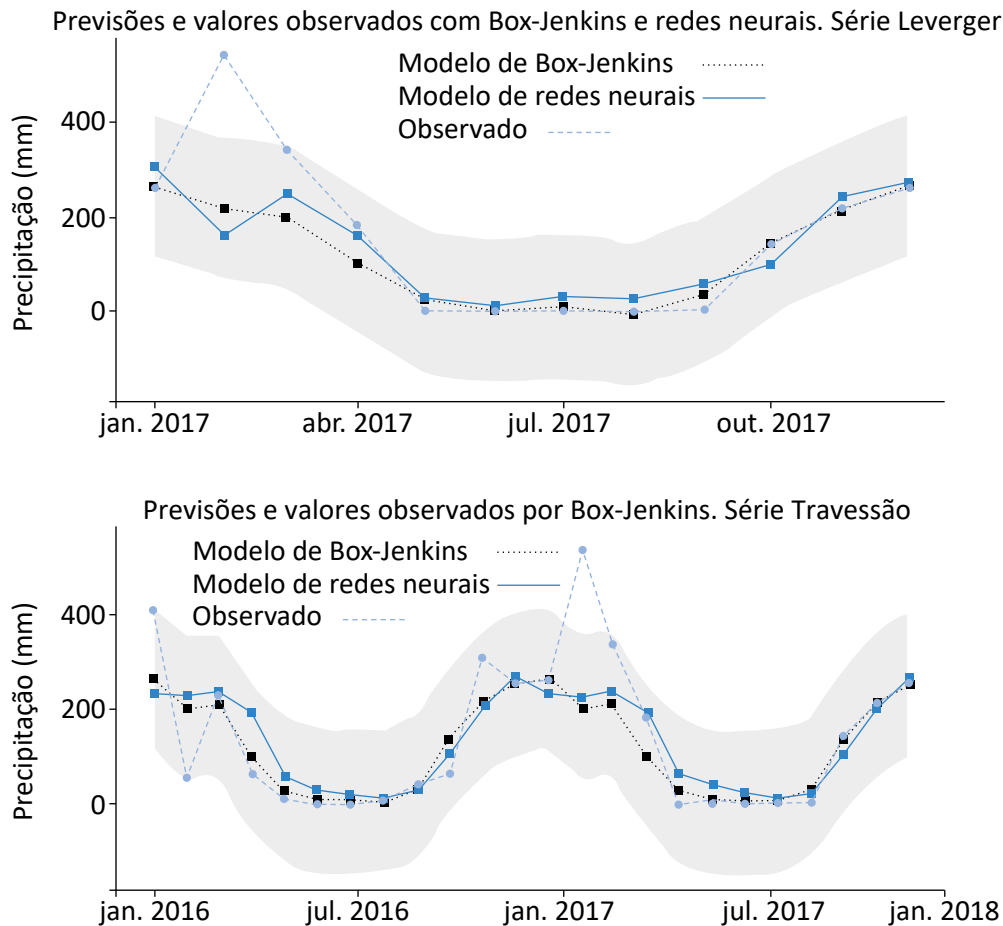 Previsões e valores observados com Box-Jenkins e redes neurais. Série Leverger
Modelo de Box-Jenkins
Modelo de redes neurais
Observado
Precipitação (mm)
400
200
0
jan. 2017
abr. 2017
jul. 2017
out. 2017
Previsões e valores observados por Box-Jenkins. Série Travessão
Modelo de Box-Jenkins
Modelo de redes neurais
Observado
Precipitação (mm)
400
200
0
jan. 2016
jul. 2016
jan. 2017
jul. 2017
jan. 2018